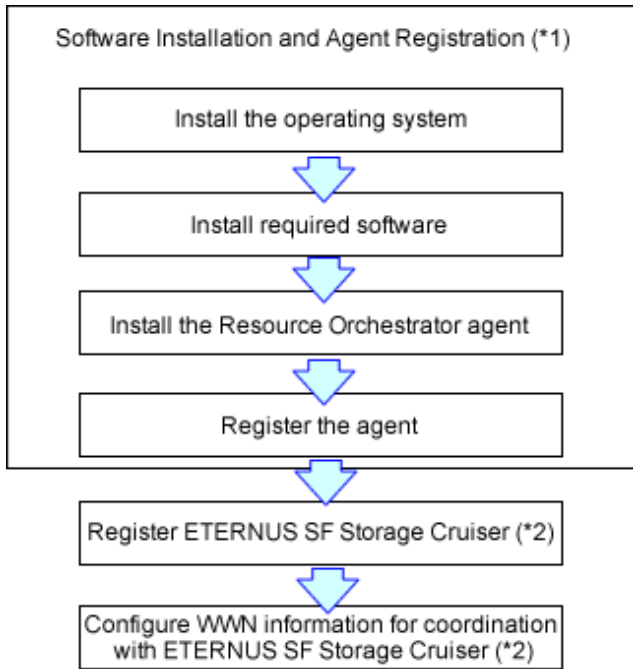 Software Installation and Agent Registration (*1)
Install the operating system
Install required software
Install the Resource Orchestrator agent
Register the agent
Register ETERNUS SF Storage Cruiser (*2)
Configure WWN information for coordination
with ETERNUS SF Storage Cruiser (*2)